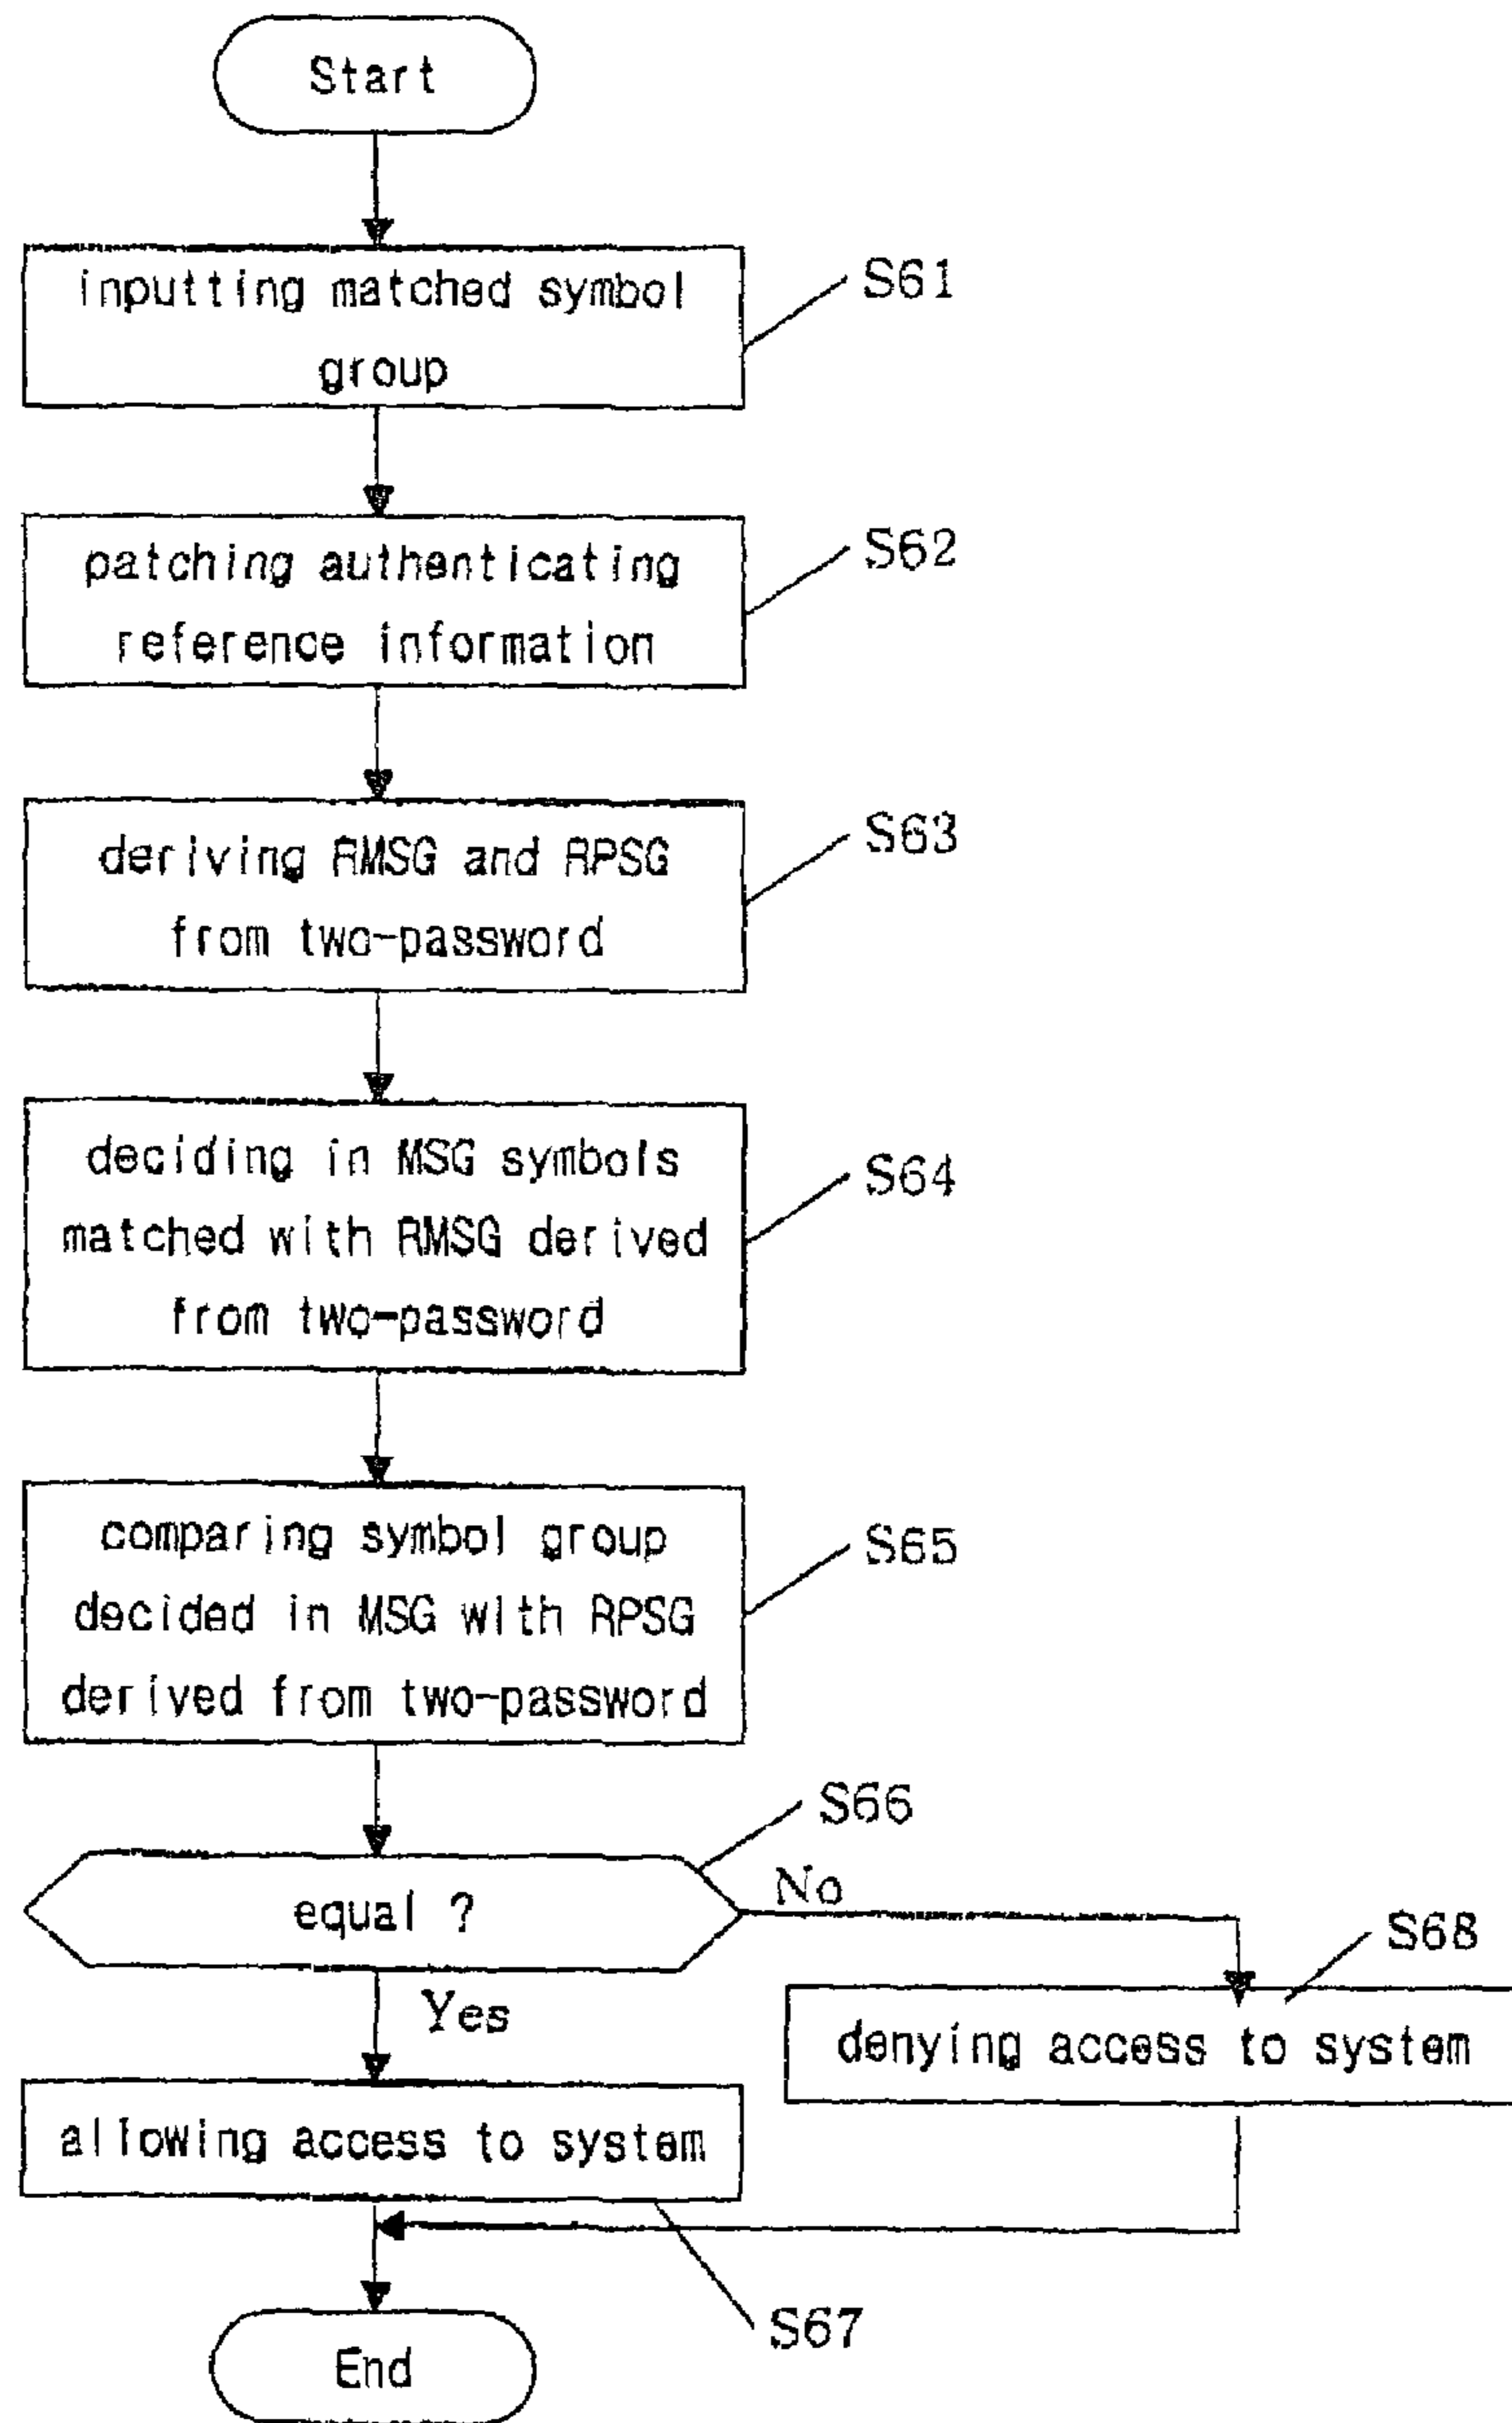 Start
inputting matched symbol
group
S61
patching authenticating
reference information
S62
deriving RMSG and RPSG
from two-password
S63
deciding in MSG symbols
matched with RMSG derived
from two-password
S64
comparing symbol group
decided in MSG with RPSG
derived from two-password
S65
S66
equal ?
No
Yes
S68
denying access to system
allowing access to system
S67
End